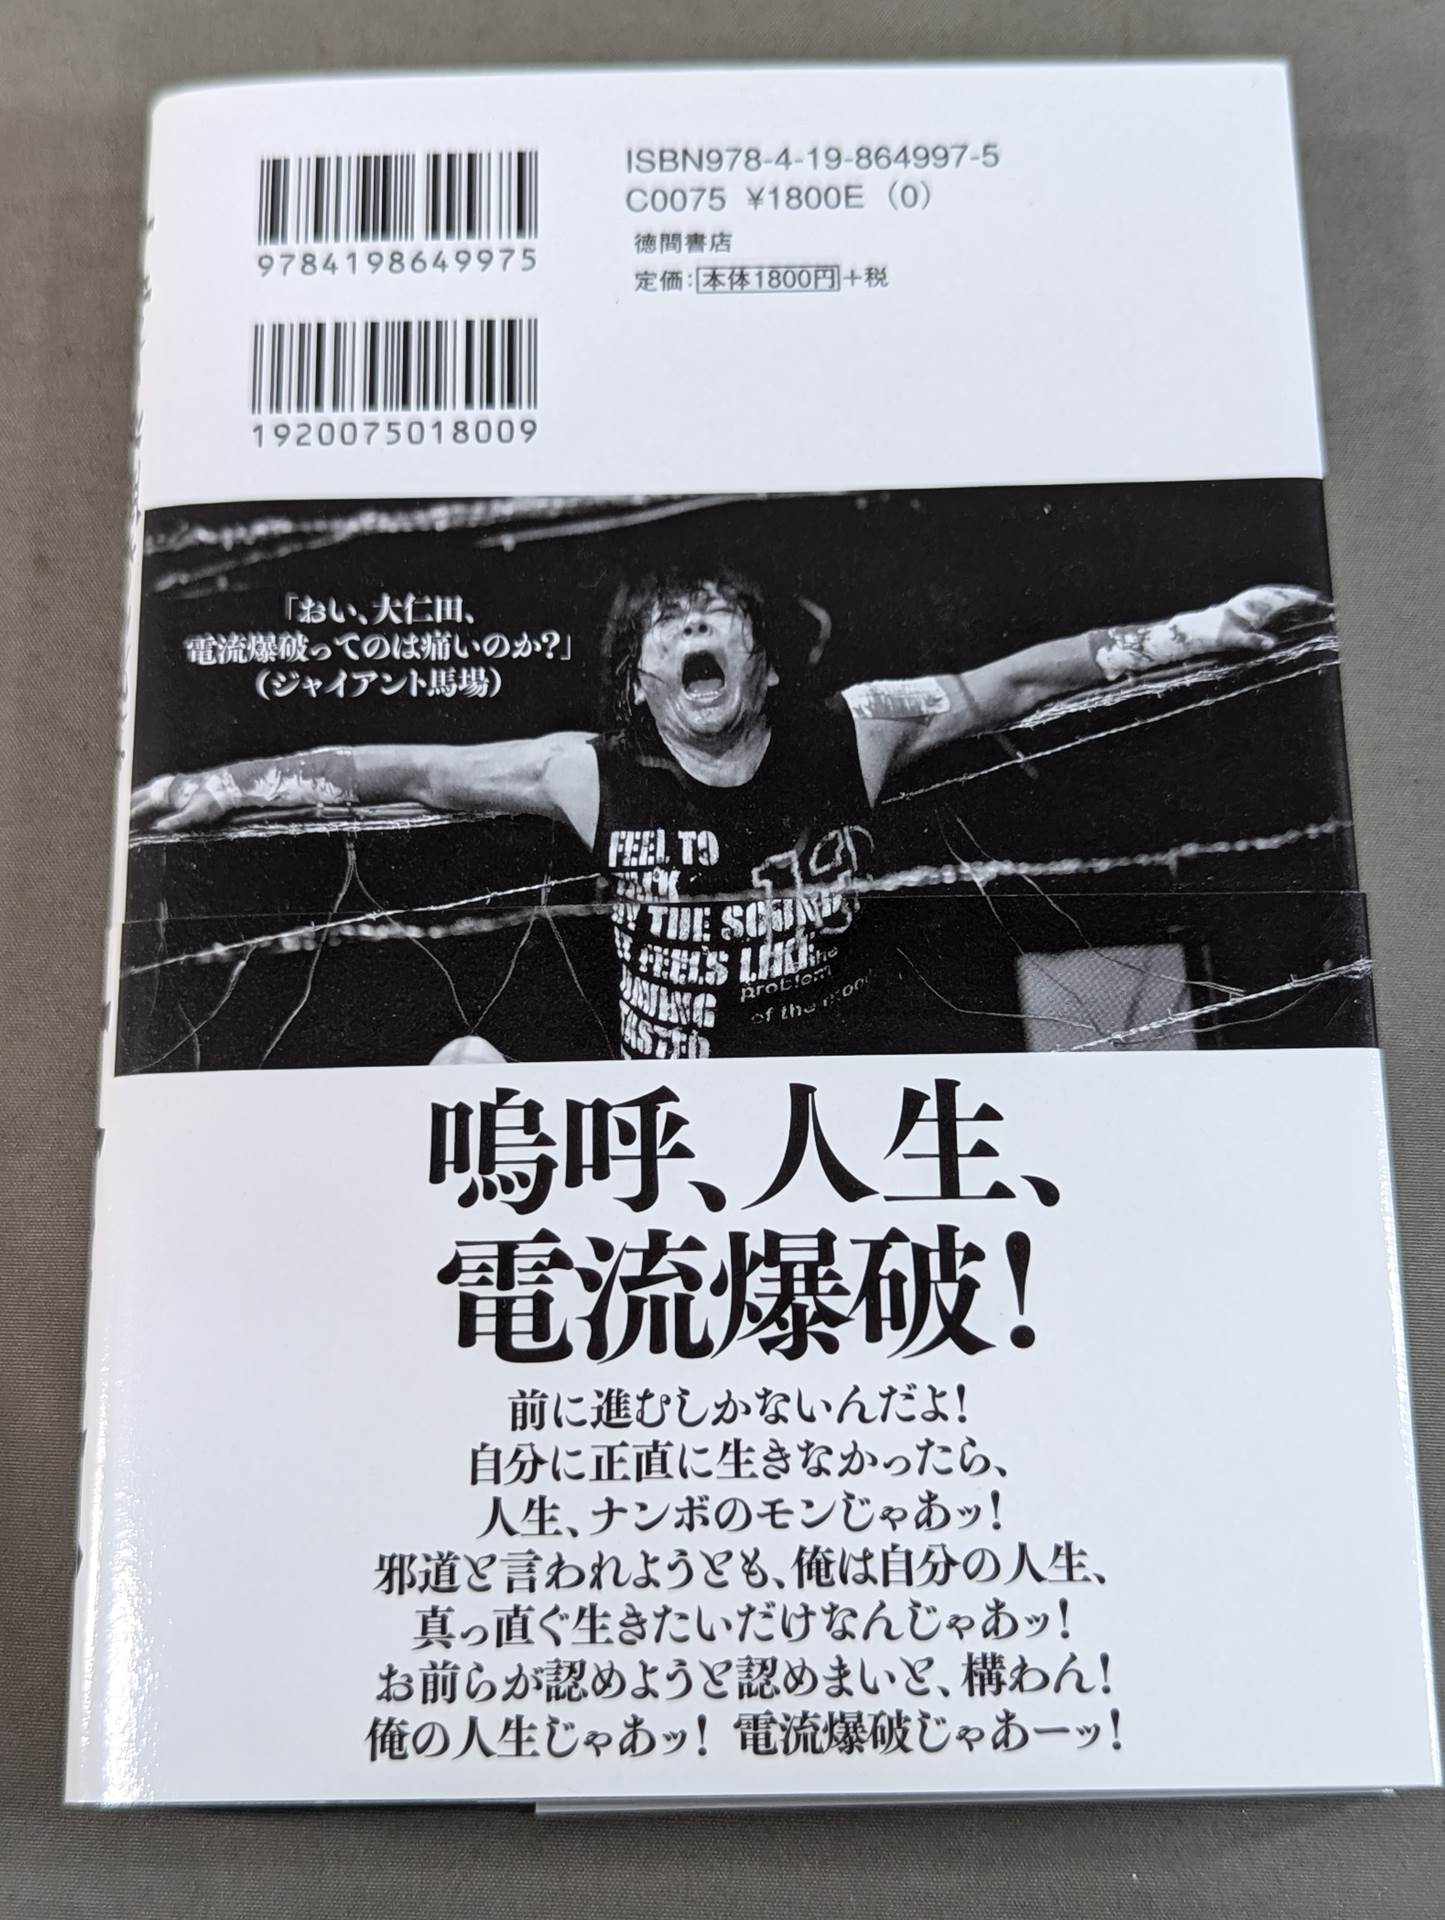 9784198649975
1920075018009
ISBN978-4-19-864997-5
C0075 ¥1800E (0)
徳間書店
定価:本体1800円+税
「おい、大仁田、
電流爆破ってのは痛いのか?」
(ジャイアント馬場)
FEEL TO
THE SOUND
FEELS LIKE
the
problem
of the
嗚呼、人生、
電流爆破!
前に進むしかないんだよ!
自分に正直に生きなかったら、
人生、ナンボのモンじゃあッ!
邪道と言われようとも、俺は自分の人生、
真っ直ぐ生きたいだけなんじゃあッ!
お前らが認めようと認めまいと、構わん!
俺の人生じゃあッ! 電流爆破じゃあーッ!